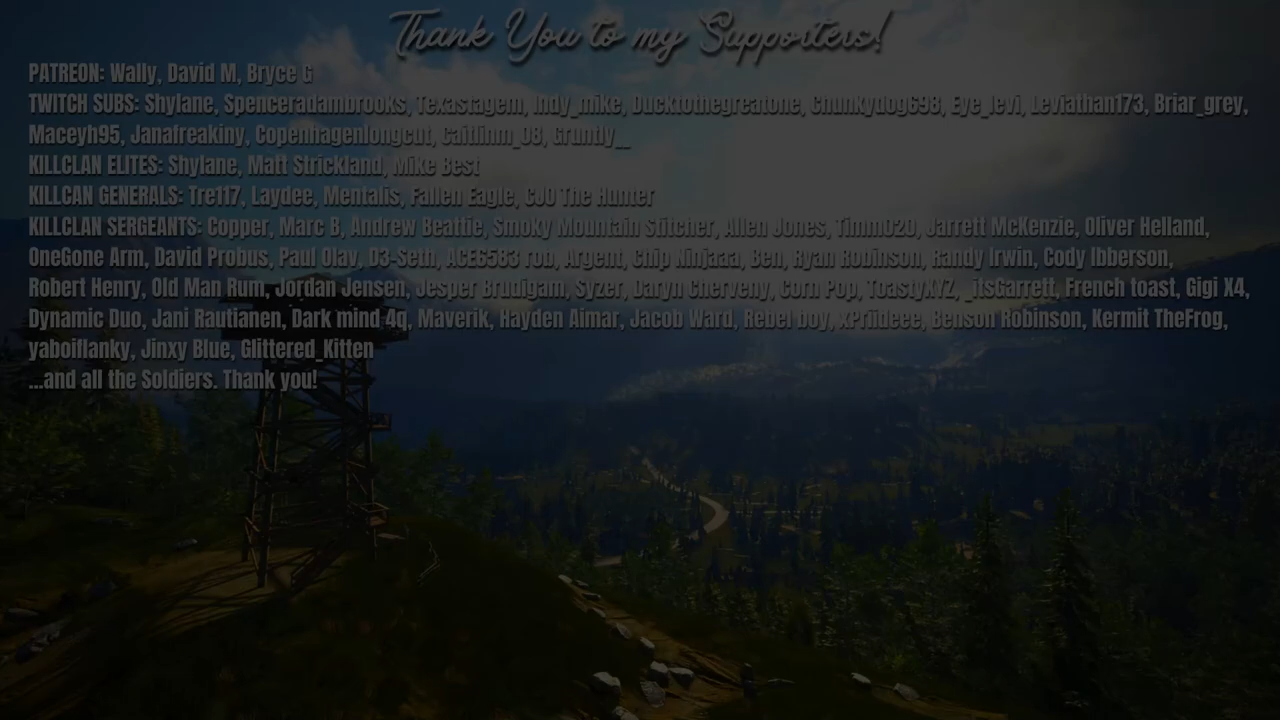 Thank You to my Supporters!
PATREON: Wally, David M, Bryce G
TWITCH SUBS: Shylane, Spenceradambrooks, Texastagem, Indy_mike, Ducktothegreatone, Chunkydog698, Eye_levi, Leviathan173, Briar_grey,
Maceyh95, Janafreakiny, Copenhagenlongcut, Caitlinm_08, Gruntly__
KILLCLAN ELITES: Shylane, Matt Strickland, Mike Best
KILLCAN GENERALS: Tre117, Laydee, Mentalis, Fallen Eagle, CJO The Hunter
KILLCLAN SERGEANTS: Copper, Marc B, Andrew Beattie, Smoky Mountain Stitcher, Allen Jones, Timm020, Jarrett McKenzie, Oliver Helland,
OneGone Arm, David Probus, Paul Olav, D3-Seth, ACE6583 rob, Argent, Chip Ninjaaa, Ben, Ryan Robinson, Randy Irwin, Cody Ibberson,
Robert Henry, Old Man Rum, Jordan Jensen, Jesper Brudigam, Syzer, Daryn Cherveny, Corn Pop, ToastyXYZ, _itsGarrett, French toast, Gigi X4,
Dynamic Duo, Jani Rautianen, Dark mind 4q, Maverik, Hayden Aimar, Jacob Ward, Rebel boy, xPriideee, Benson Robinson, Kermit TheFrog,
yaboiflanky, Jinxy Blue, Glittered_Kitten
...and all the Soldiers. Thank you!